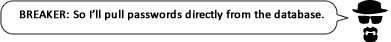 BREAKER: So I'll pull passwords directly from the database.